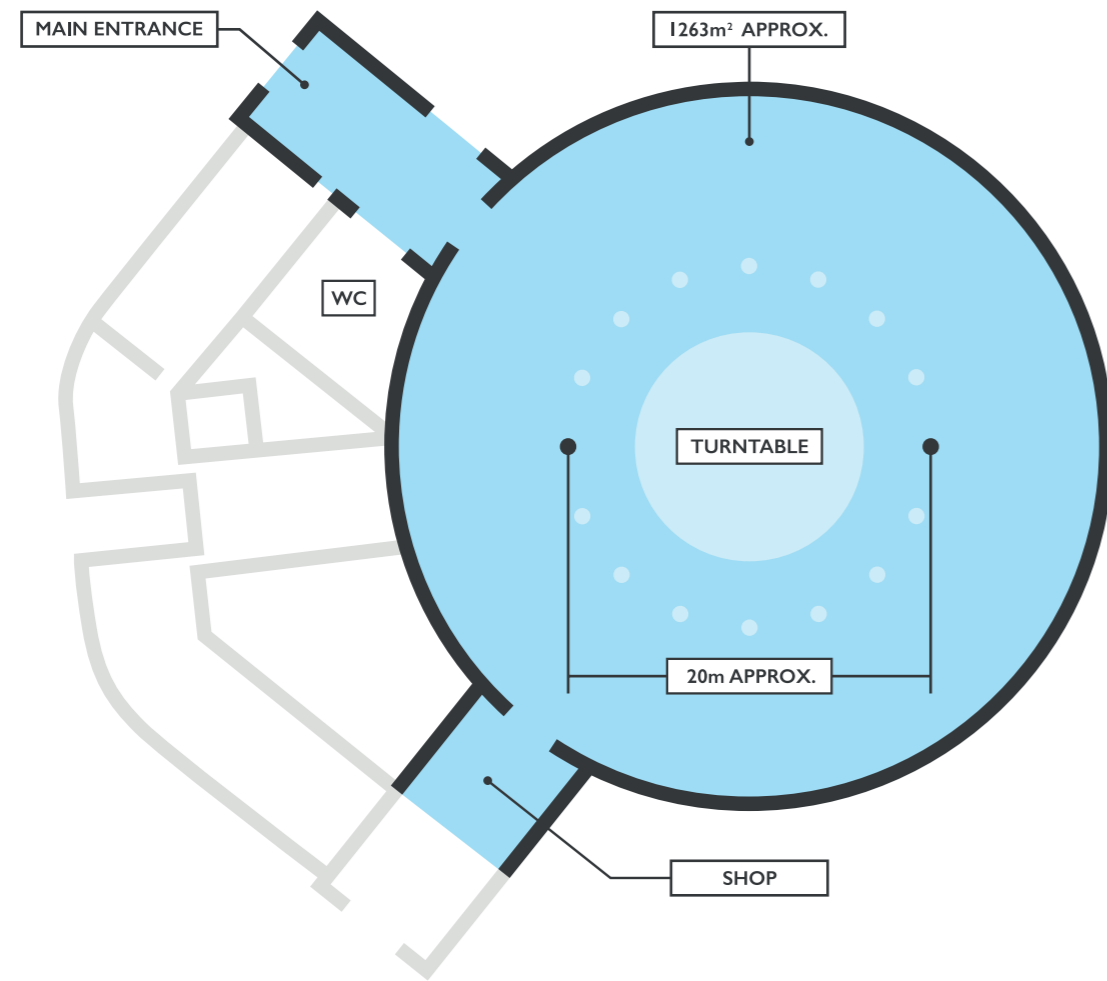 MAIN ENTRANCE
1263m² APPROX.
WC
TURNTABLE
20m APPROX.
SHOP